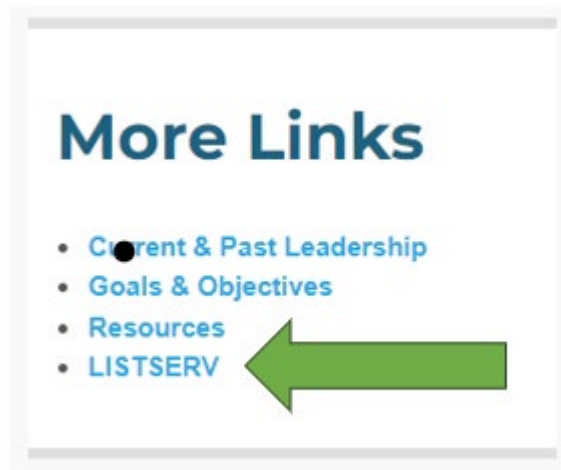 More Links
Current & Past Leadership
Goals & Objectives
Resources
LISTSERV